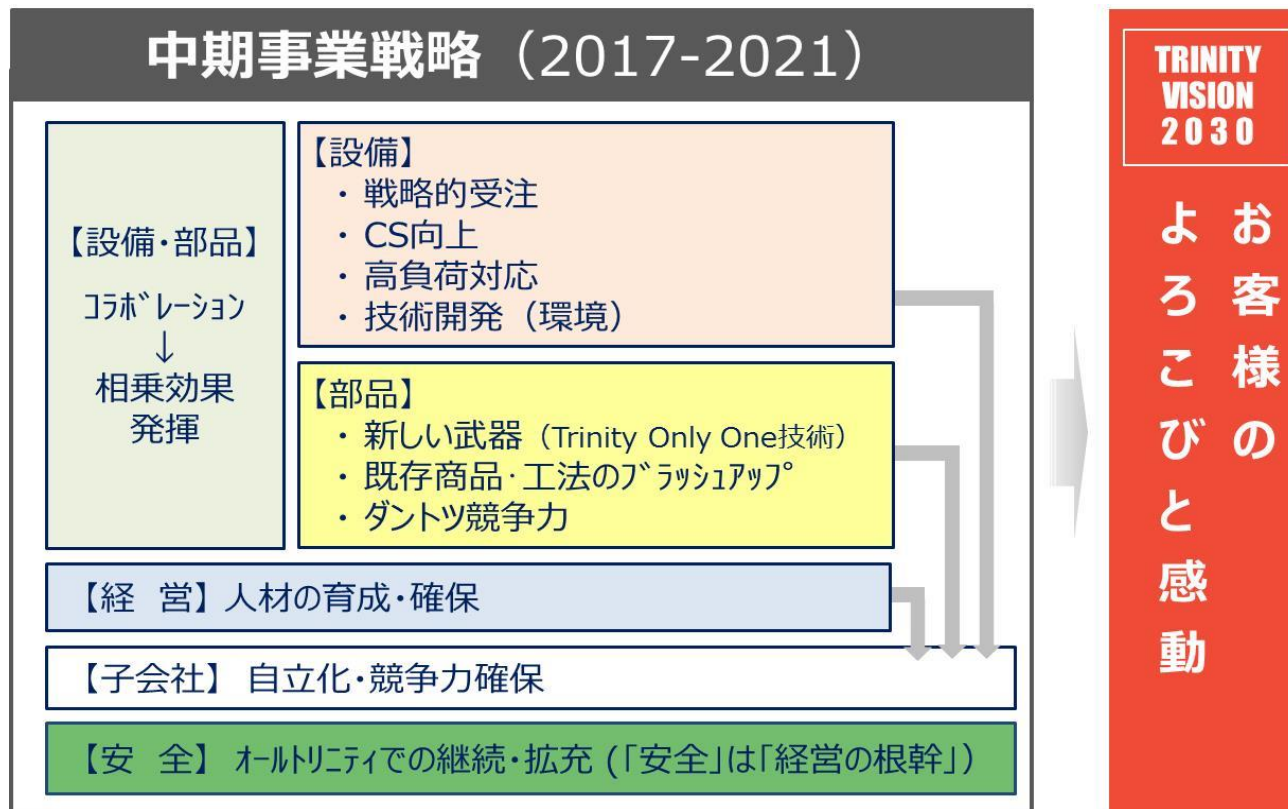 中期事業戦略（2017-2021）
【設備・部品】
ｺﾗﾎﾞﾚｰｼｮﾝ
↓
相乗効果
発揮
【設備】
・ 戦略的受注
・ CS向上
・ 高負荷対応
・ 技術開発（環境）
【部品】
・ 新しい武器（Trinity Only One技術）
・ 既存商品・工法のﾌﾞﾗｯｼｭｱｯﾌﾟ
・ ダントツ競争力
【経　営】人材の育成・確保
【子会社】 自立化・競争力確保
【安　全】 ｵｰﾙﾄﾘﾆﾃｨでの継続・拡充 (「安全」は「経営の根幹」)
TRINITY
VISION
2030
お客様の
よろこびと感動